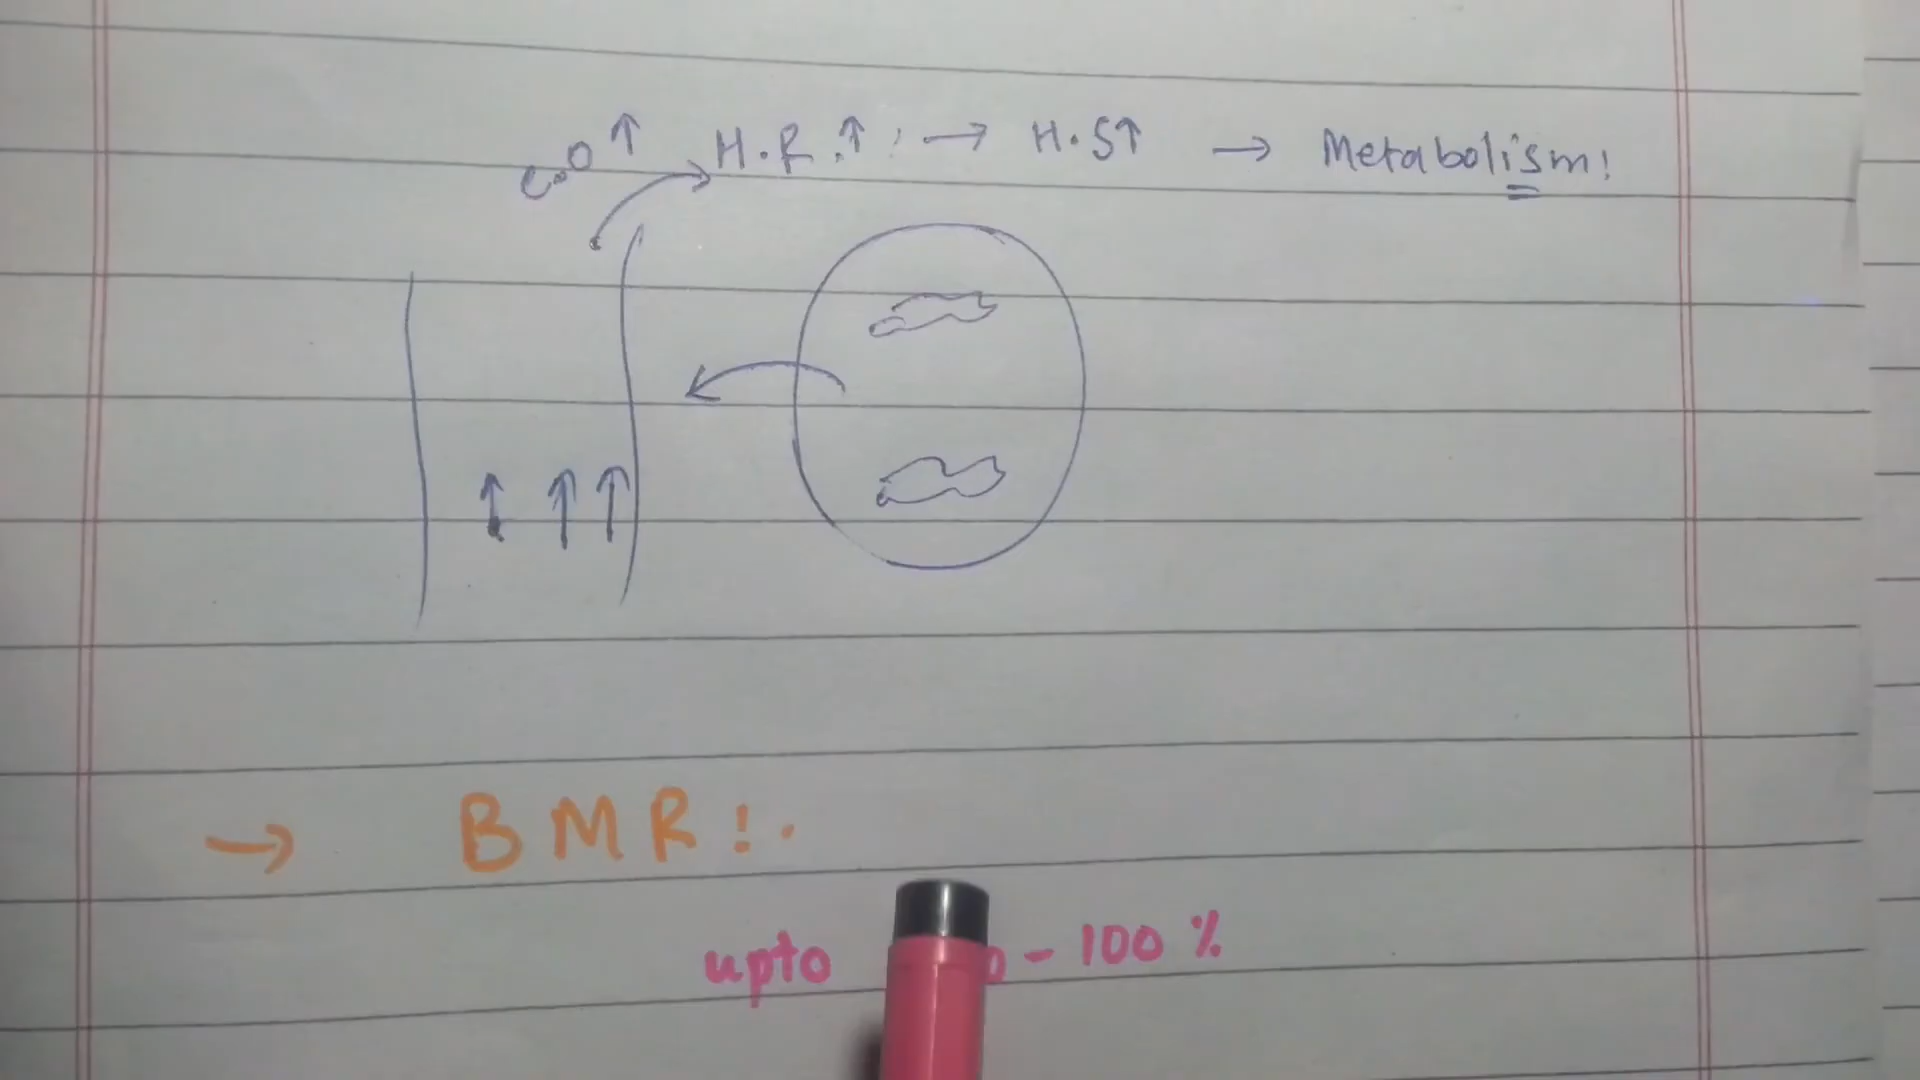 C.O↑ H.R.↑ : → H.S↑ → Metabolism!
↑ ↑ ↑
→ BMR!.
upto - 100 %